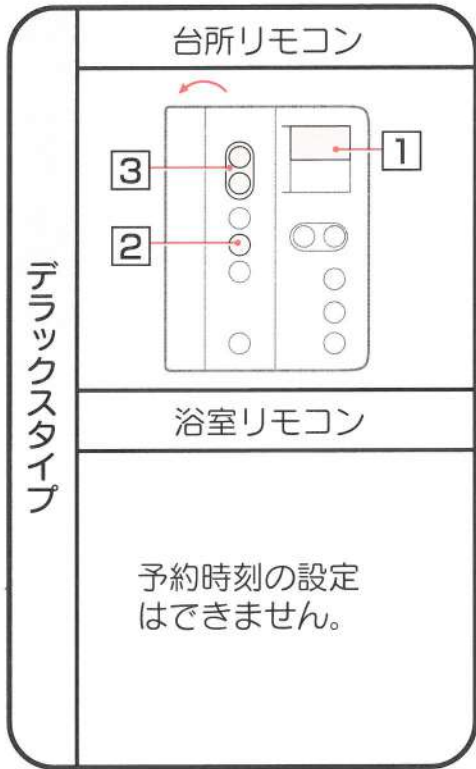 台所リモコン
1
3
2
デラックスタイプ
浴室リモコン
予約時刻の設定
はできません。